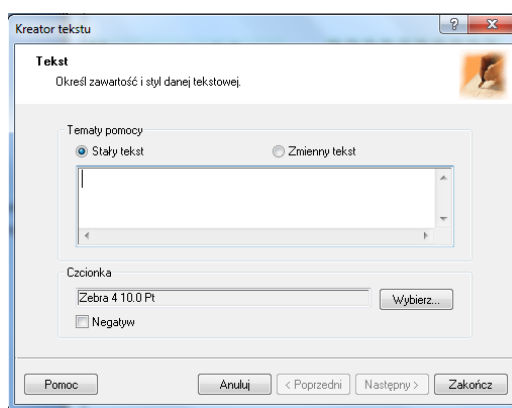 Kreator tekstu
Tekst
Określ zawartość i styl danej tekstowej.
Tematy pomocy
Stały tekst Zmienny tekst
Czcionka
Zebra 4 10.0 Pt Wybierz...
Negatyw
Pomoc Anuluj < Poprzedni Następny > Zakończ